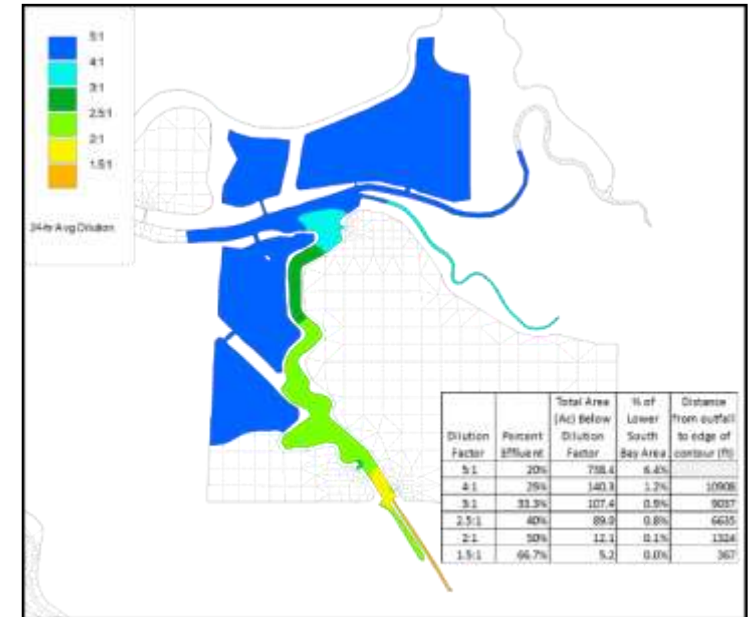 5:1
4:1
3:1
2.5:1
2:1
1.5:1
24-hr Avg Dilution
Dilution Factor Percent Effluent Total Area (Ac) Below Dilution Factor % of Lower South Bay Area Distance from outfall to edge of contour (ft)
5:1 20% 738.4 6.4%
4:1 25% 140.3 1.2% 10908
3:1 33.3% 107.4 0.9% 9037
2.5:1 40% 89.0 0.8% 6635
2:1 50% 12.1 0.1% 1324
1.5:1 66.7% 5.2 0.0% 367